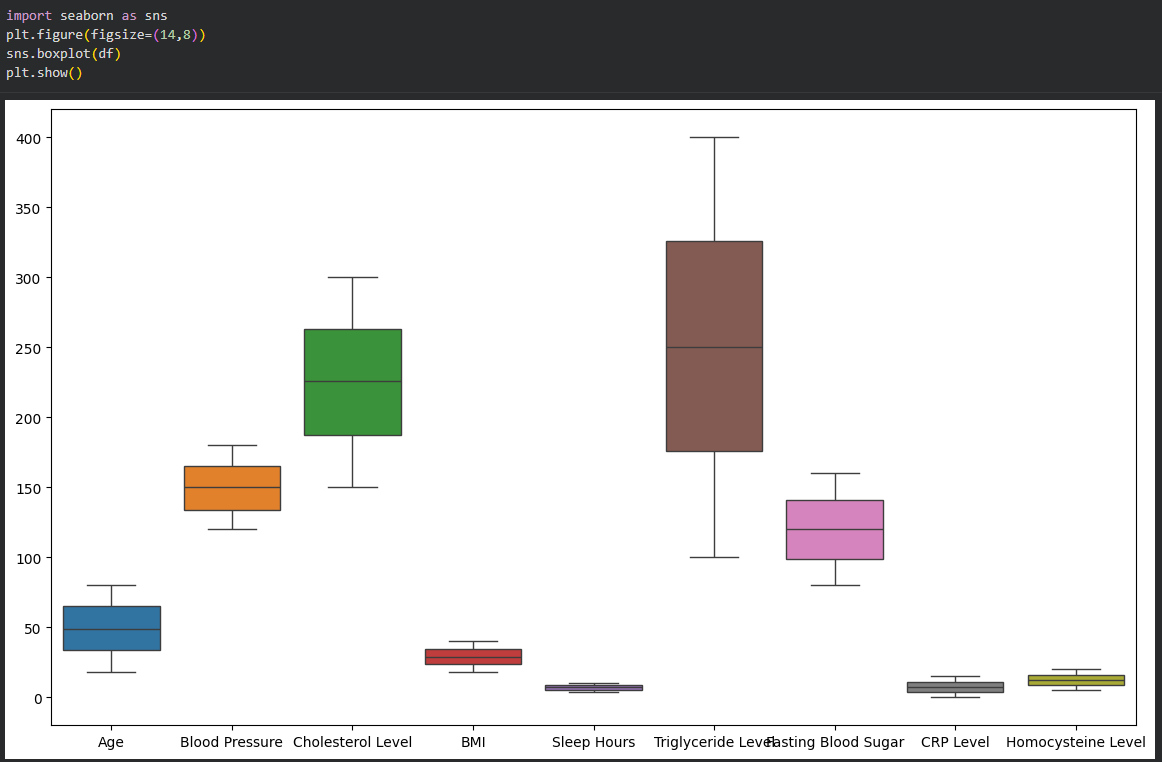 import seaborn as sns
plt.figure(figsize=(14,8))
sns.boxplot(df)
plt.show()
400
350
300
250
200
150
100
50
0
Age Blood Pressure Cholesterol Level BMI Sleep Hours Triglyceride Level Fasting Blood Sugar CRP Level Homocysteine Level